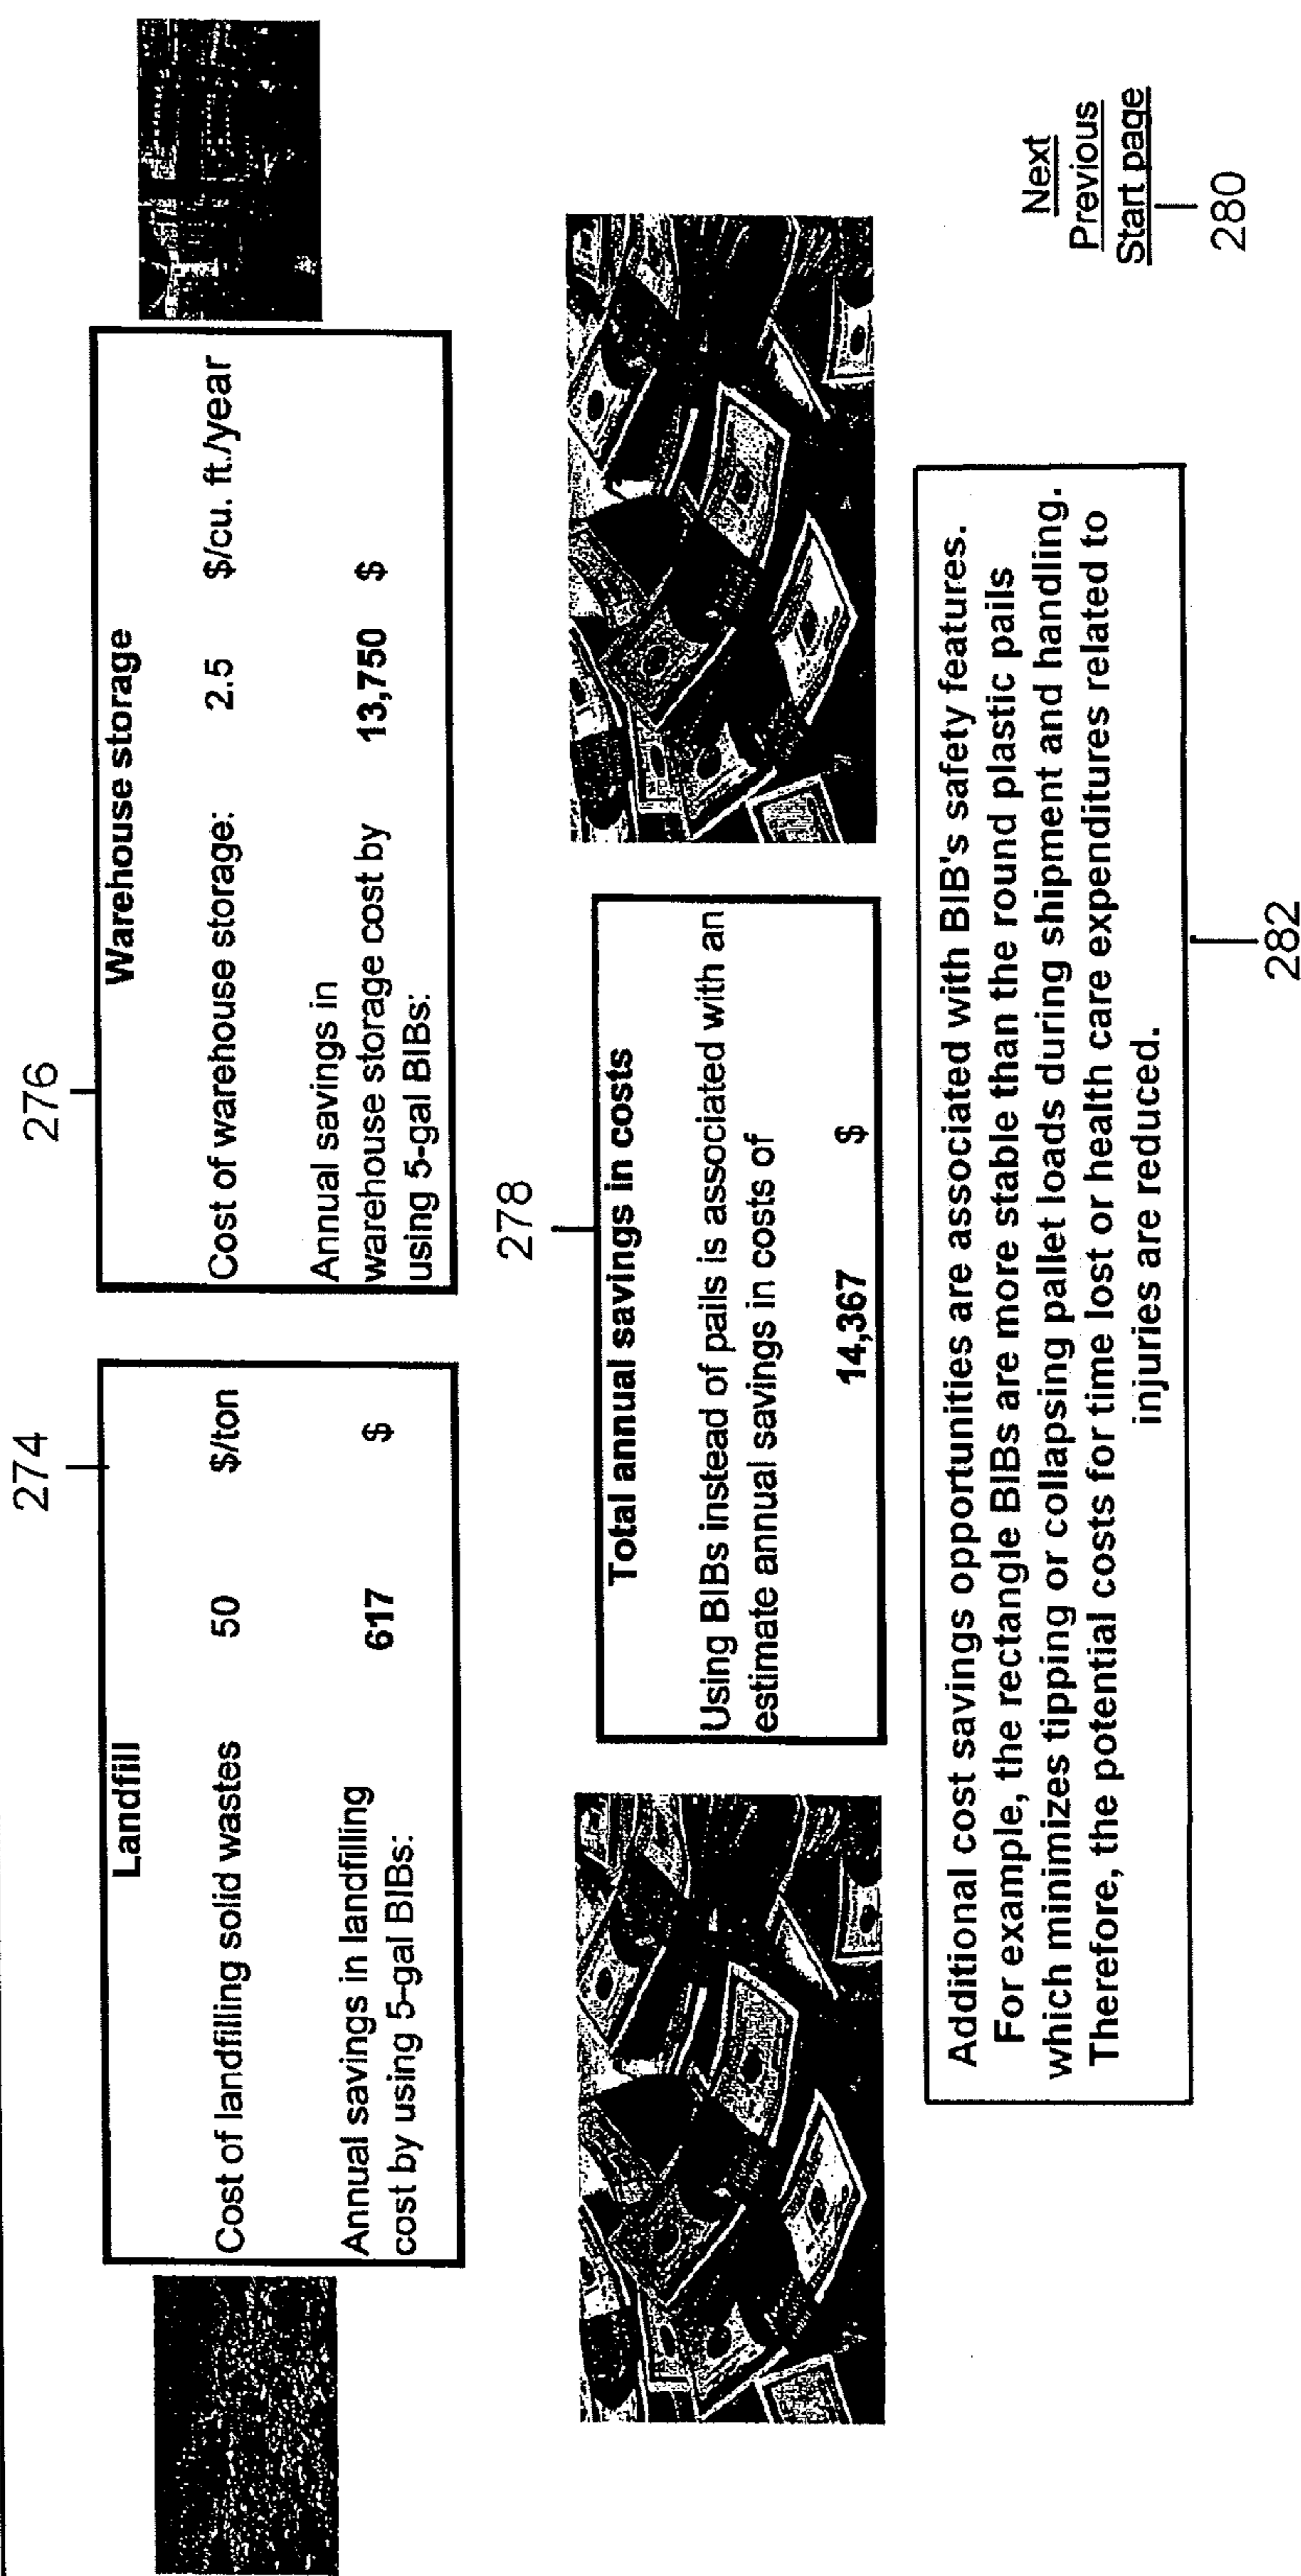 274
Landfill
Cost of landfilling solid wastes 50 $/ton
Annual savings in landfilling
cost by using 5-gal BIBs: 617 $
276
Warehouse storage
Cost of warehouse storage: 2.5 $/cu. ft./year
Annual savings in
warehouse storage cost by 13,750 $
using 5-gal BIBs:
278
Total annual savings in costs
Using BIBs instead of pails is associated with an
estimate annual savings in costs of
14,367 $
Additional cost savings opportunities are associated with BIB's safety features.
For example, the rectangle BIBs are more stable than the round plastic pails
which minimizes tipping or collapsing pallet loads during shipment and handling.
Therefore, the potential costs for time lost or health care expenditures related to
injuries are reduced.
282
Next
Previous
Start page
280